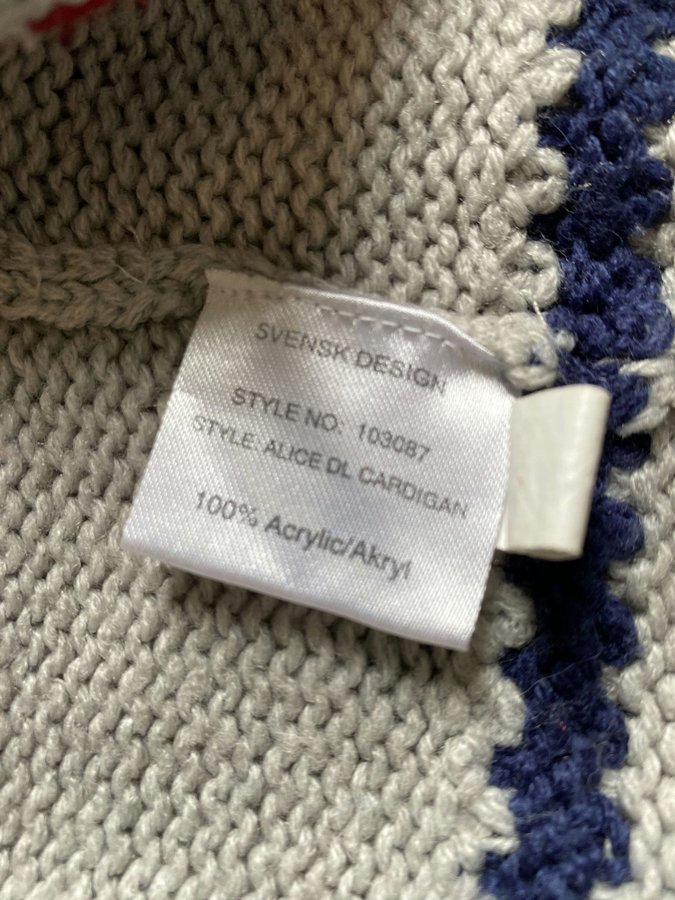 SVENSK DESIGN
STYLE NO: 103087
STYLE: ALICE DL CARDIGAN
100% Acrylic/Akryl